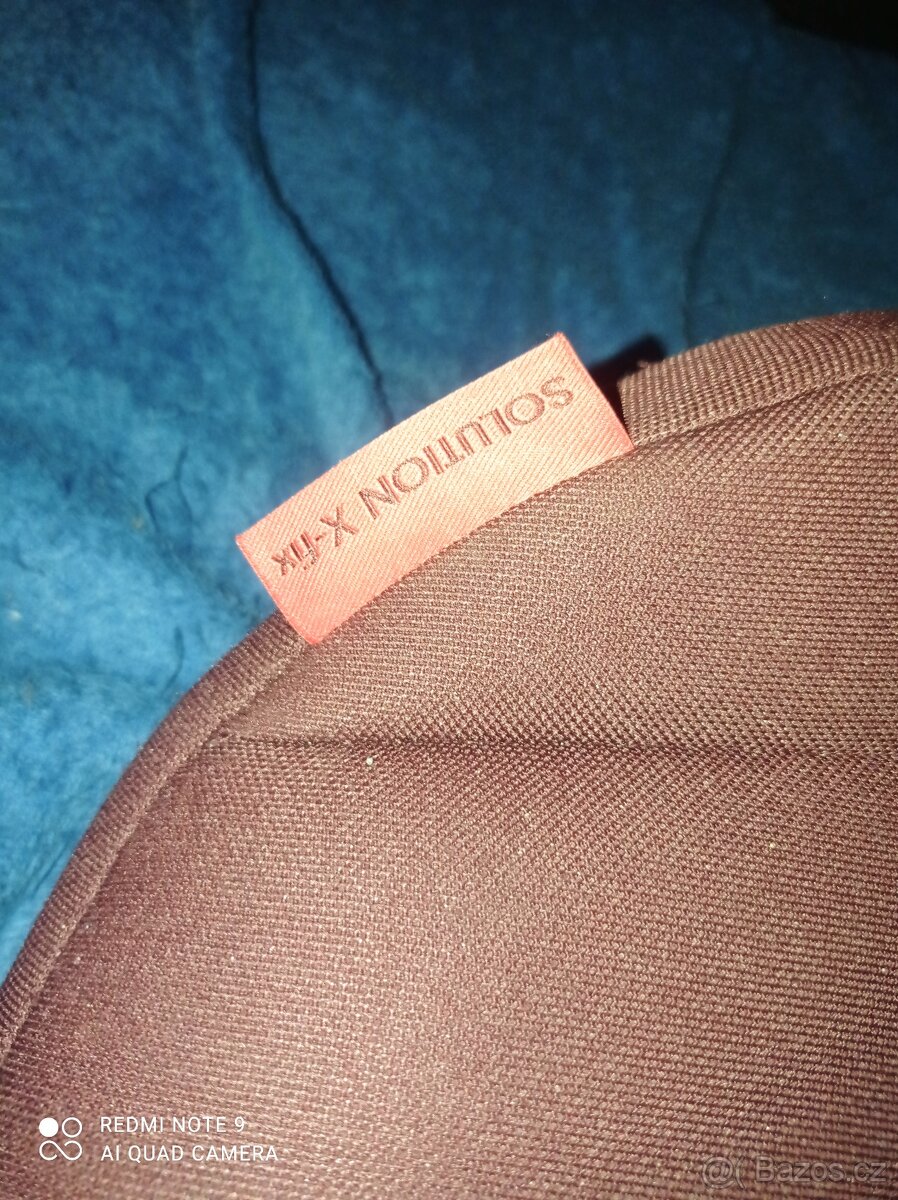 SOLUTION X-fix
REDMI NOTE 9
AI QUAD CAMERA
Bazos.cz